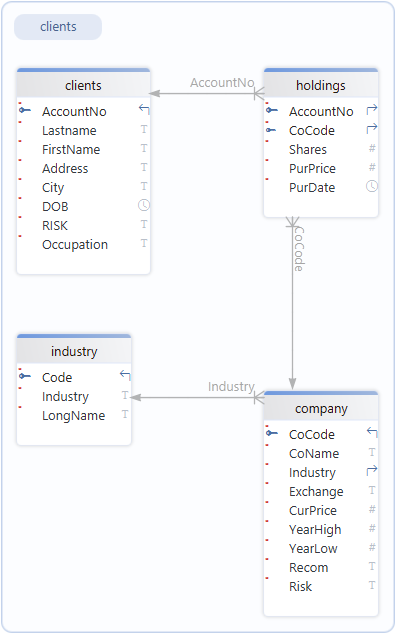 clients
clients
AccountNo
Lastname T
FirstName T
Address T
City T
DOB
RISK T
Occupation T
AccountNo
holdings
AccountNo
CoCode
Shares #
PurPrice #
PurDate
CoCode
industry
Code
Industry T
LongName T
Industry
company
CoCode
CoName T
Industry
Exchange T
CurPrice #
YearHigh #
YearLow #
Recom T
Risk T